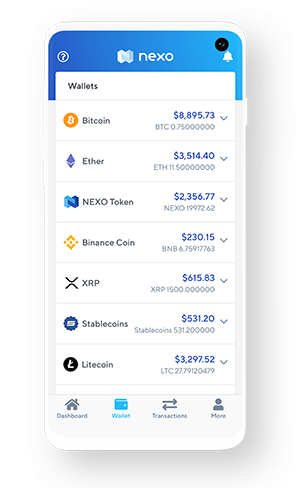 nexo
Wallets
Bitcoin $8,895.73
BTC 0.75000000
Ether $3,514.40
ETH 11.50000000
NEXO Token $2,356.77
NEXO 19972.62
Binance Coin $230.15
BNB 6.75917763
XRP $615.83
XRP 1500.000000
Stablecoins $531.20
Stablecoins 531.200000
Litecoin $3,297.52
LTC 27.79120479
Dashboard Wallet Transactions More